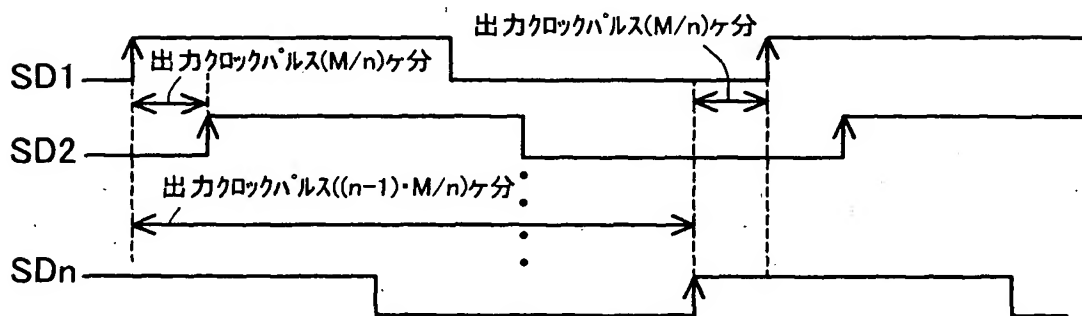 出力クロックパルス(M/n)ケ分
出力クロックパルス(M/n)ケ分
SD1
SD2
出力クロックパルス((n-1)・M/n)ケ分
SDn